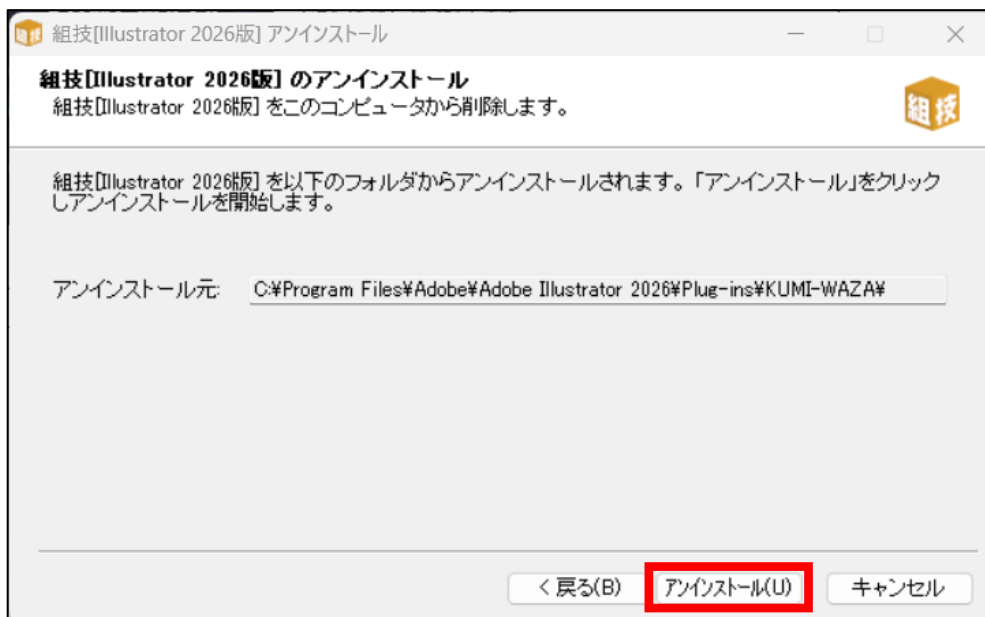 組技[Illustrator 2026版] アンインストール
組技[Illustrator 2026版] のアンインストール
組技[Illustrator 2026版] をこのコンピュータから削除します。
組技
組技[Illustrator 2026版] を以下のフォルダからアンインストールされます。「アンインストール」をクリック
しアンインストールを開始します。
アンインストール元: C:¥Program Files¥Adobe¥Adobe Illustrator 2026¥Plug-ins¥KUMI-WAZA¥
< 戻る(B) アンインストール(U) キャンセル